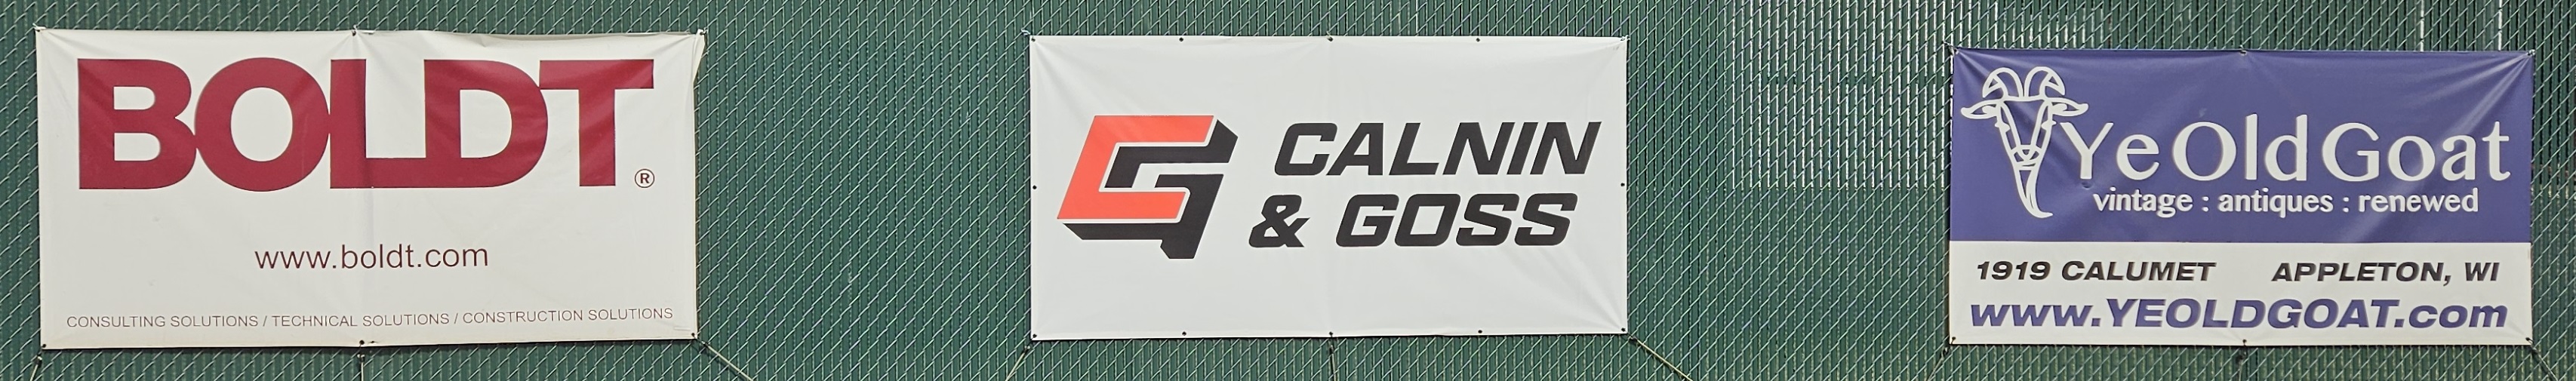 BOLDT®
www.boldt.com
CONSULTING SOLUTIONS / TECHNICAL SOLUTIONS / CONSTRUCTION SOLUTIONS
CALNIN
& GOSS
Ye Old Goat
vintage : antiques : renewed
1919 CALUMET APPLETON, WI
www.YEOLDGOAT.com